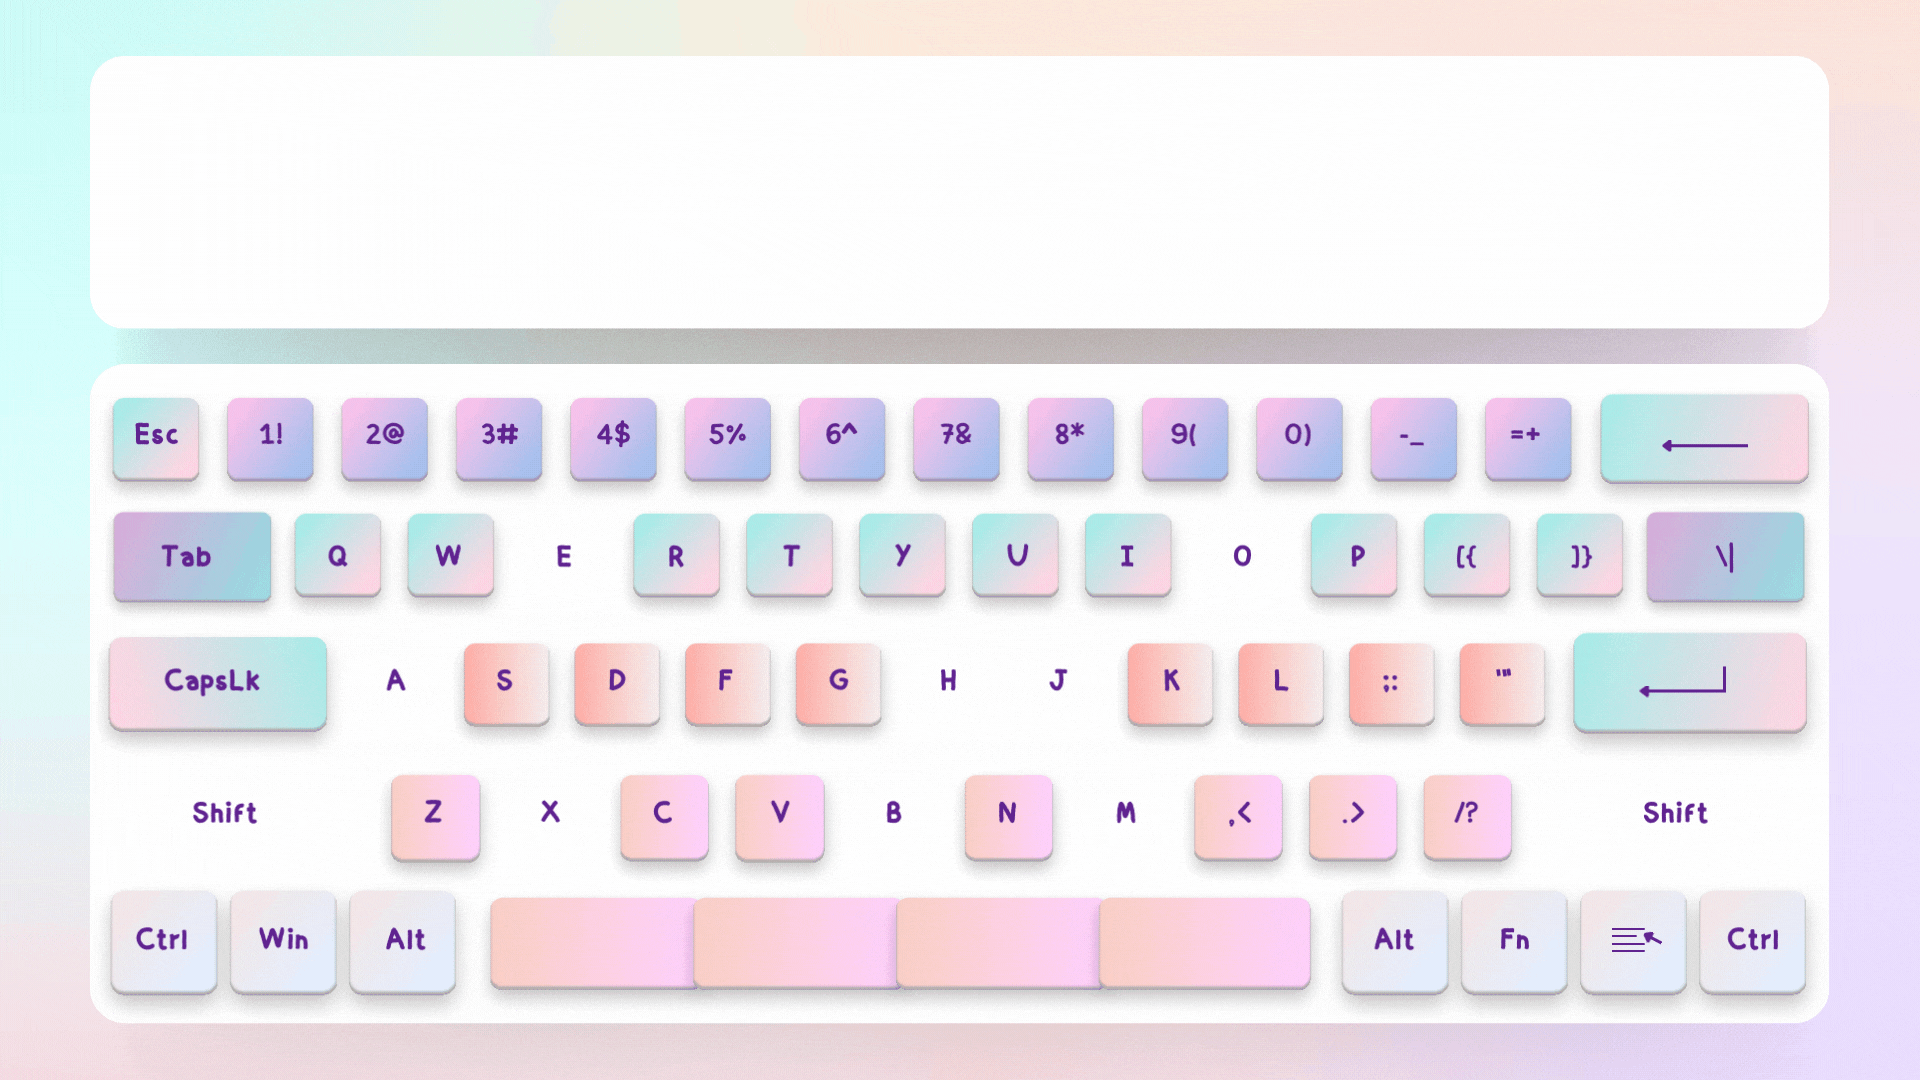 Esc 1! 2@ 3# 4$ 5% 6^ 7& 8* 9( 0) -_ =+
Tab Q W E R T Y U I O P [{ ]} \|
CapsLk A S D F G H J K L ;: '"
Shift Z X C V B N M ,< .> /? Shift
Ctrl Win Alt Alt Fn Ctrl